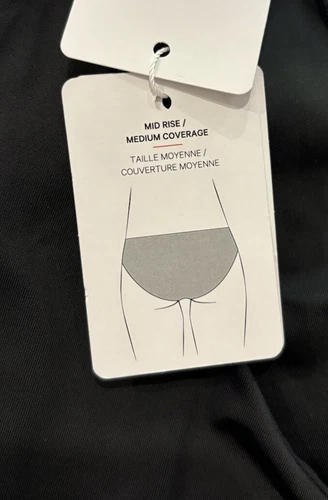 MID RISE /
MEDIUM COVERAGE
TAILLE MOYENNE /
COUVERTURE MOYENNE